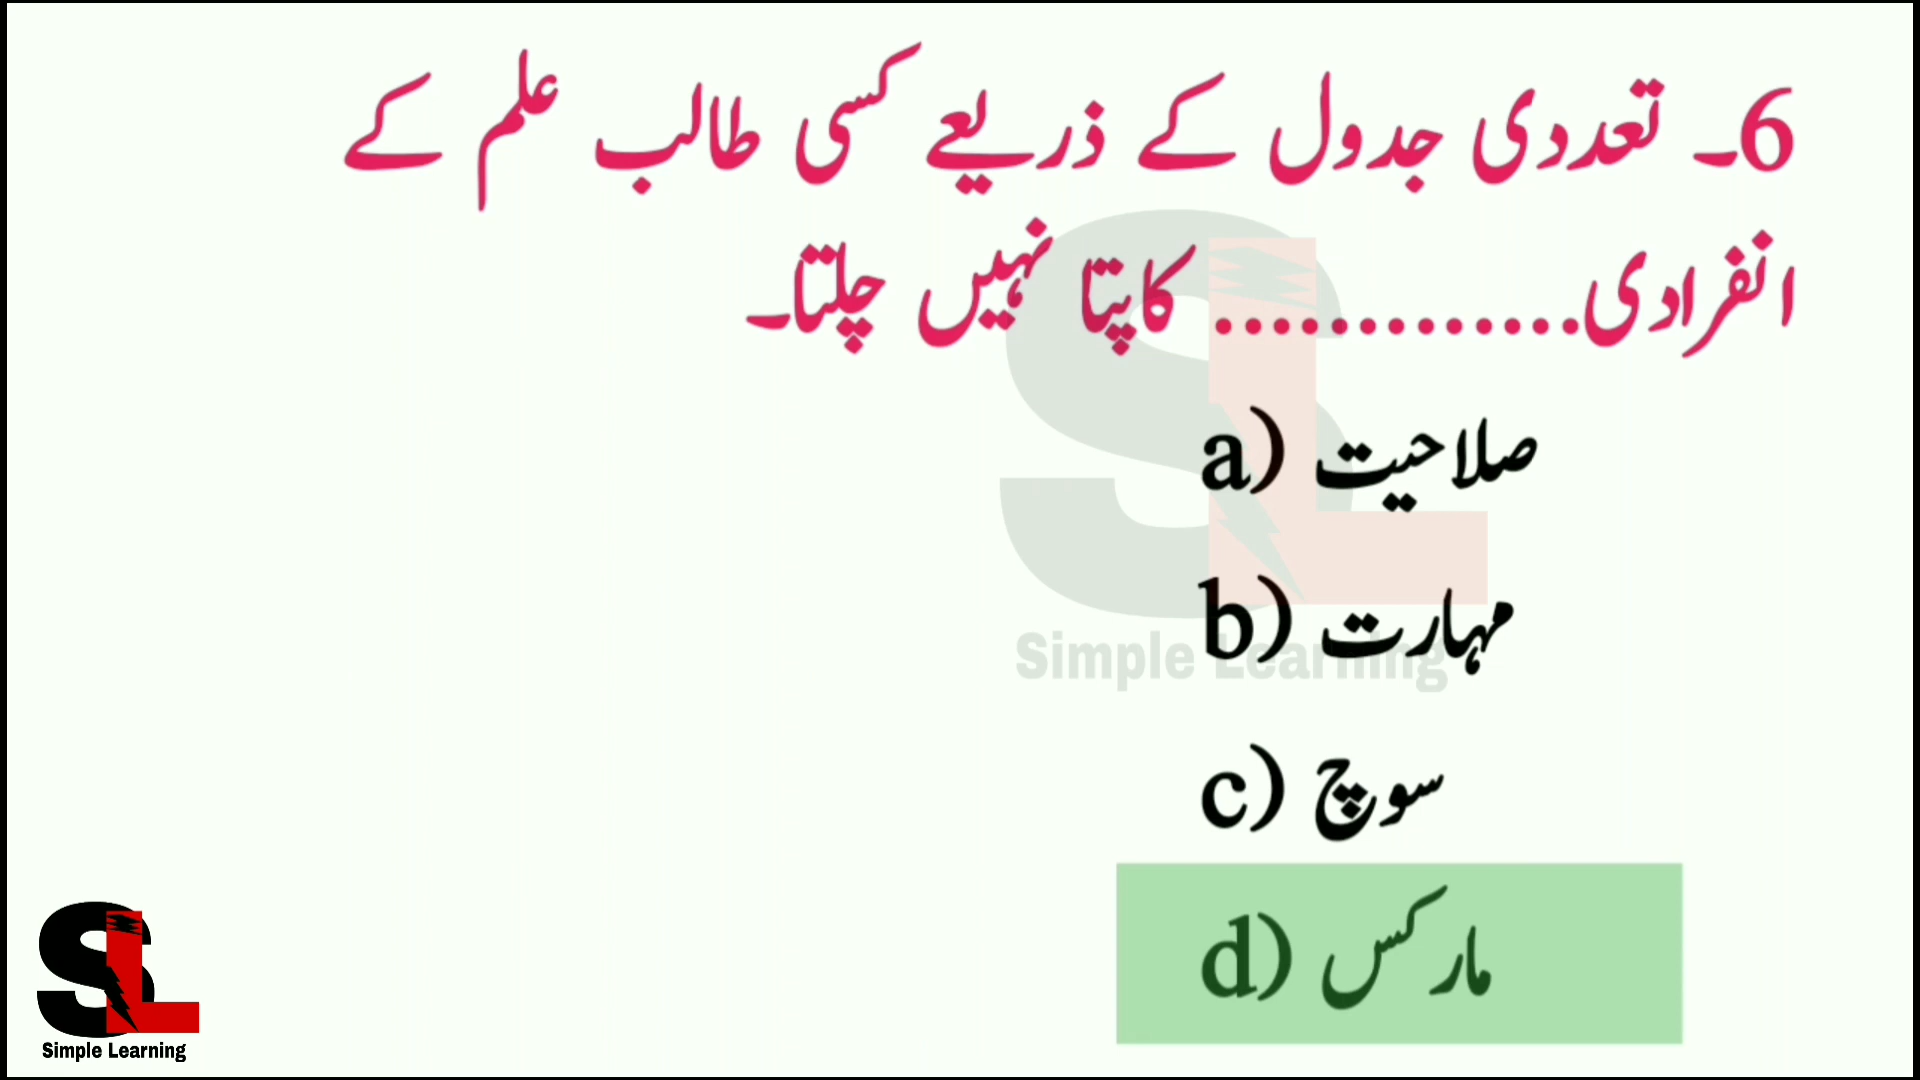 6۔ تعددی جدول کے ذریعے کسی طالب علم کے
انفرادی............. کا پتا نہیں چلتا۔
a) صلاحیت
b) مہارت
Simple Learning
c) سوچ
d) مارکس
SL
Simple Learning